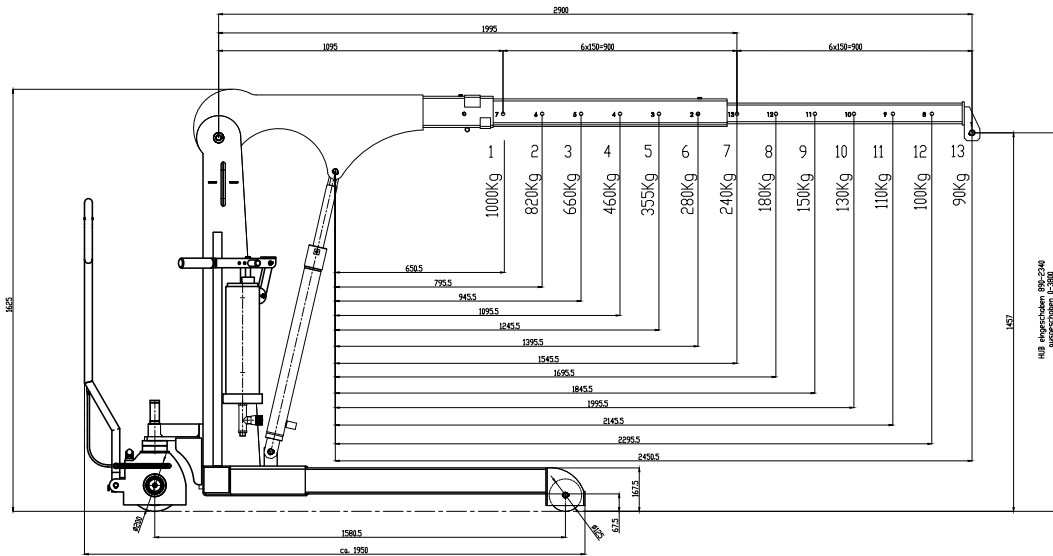 2900
1995
1095
6x150=900
6x150=900
7 6 5 4 3 2 13 12 11 10 9 8
1 2 3 4 5 6 7 8 9 10 11 12 13
1000Kg 820Kg 660Kg 460Kg 355Kg 280Kg 240Kg 180Kg 150Kg 130Kg 110Kg 100Kg 90Kg
650.5
795.5
945.5
1095.5
1245.5
1395.5
1545.5
1695.5
1845.5
1995.5
2145.5
2295.5
2450.5
1625
1457
HUB eingeschoben 890-2340
ausgeschoben 0-3800
167.5
67.5
Ø200
Ø125
1580.5
ca. 1950